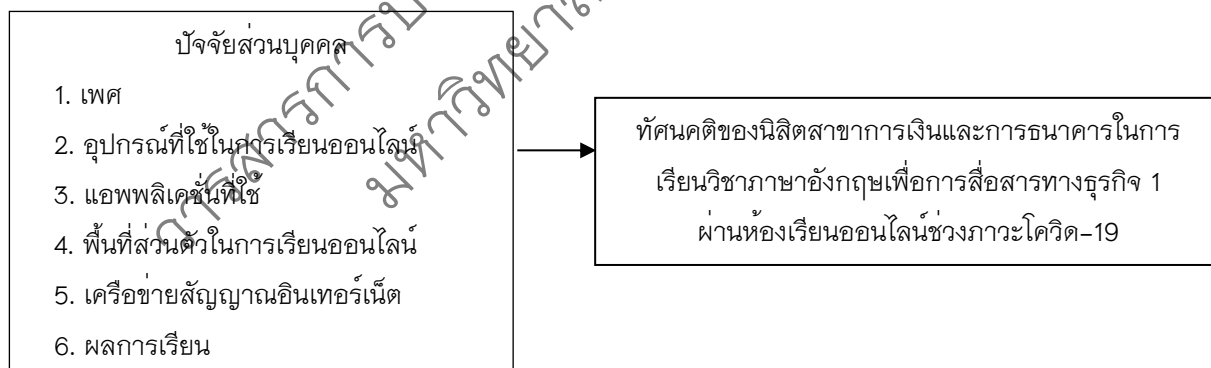 ปัจจัยส่วนบุคคล
1. เพศ
2. อุปกรณ์ที่ใช้ในการเรียนออนไลน์
3. แอพพลิเคชั่นที่ใช้
4. พื้นที่ส่วนตัวในการเรียนออนไลน์
5. เครือข่ายสัญญาณอินเทอร์เน็ต
6. ผลการเรียน
ทัศนคติของนิสิตสาขาการเงินและการธนาคารในการ
เรียนวิชาภาษาอังกฤษเพื่อการสื่อสารทางธุรกิจ 1
ผ่านห้องเรียนออนไลน์ช่วงภาวะโควิด-19